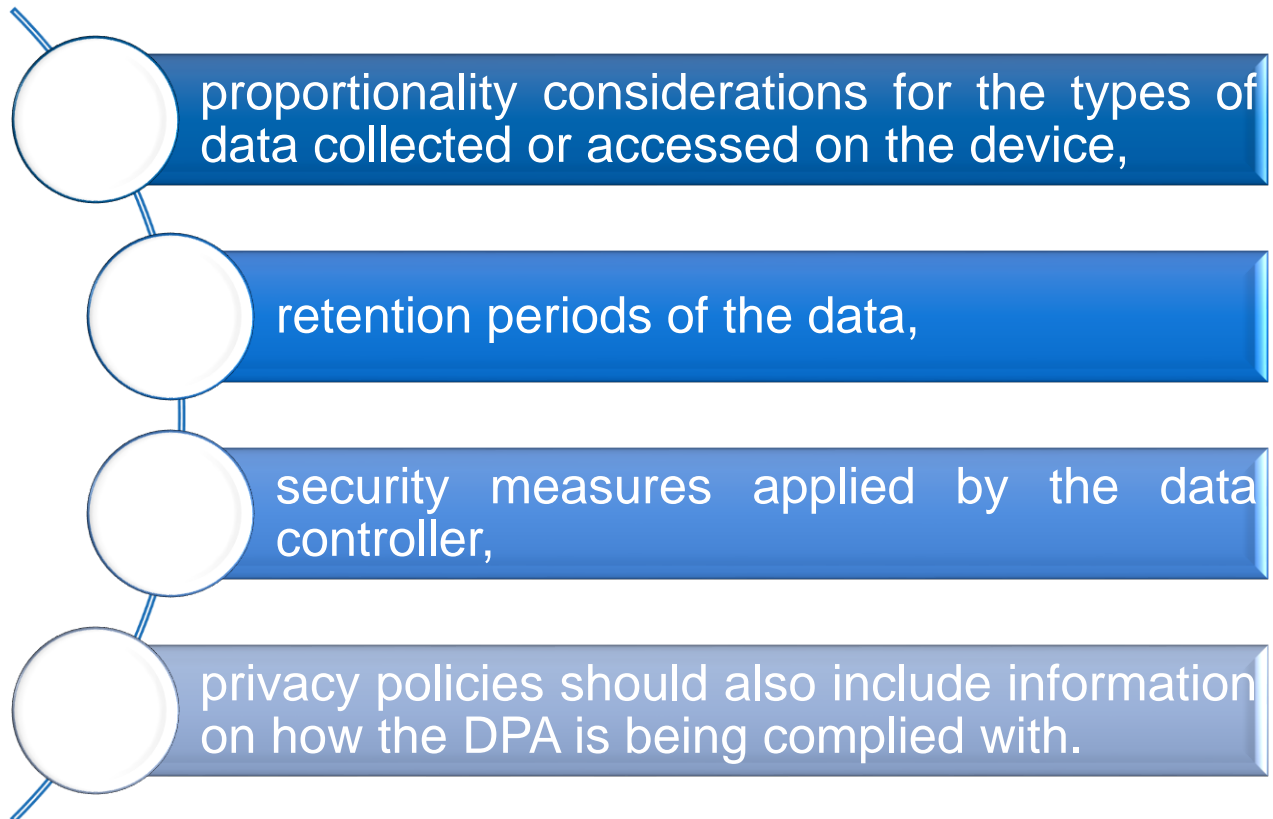 proportionality considerations for the types of
data collected or accessed on the device,
retention periods of the data,
security measures applied by the data
controller,
privacy policies should also include information
on how the DPA is being complied with.